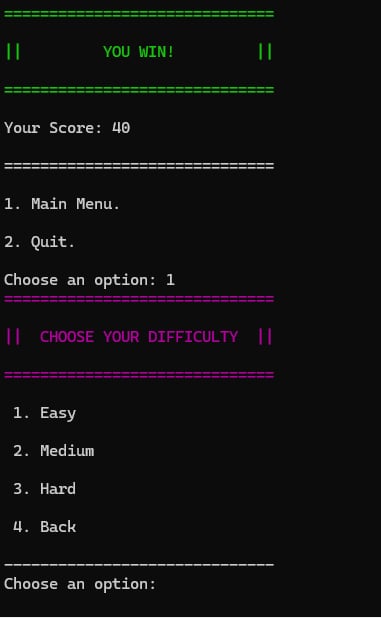 ==============================
||         YOU WIN!         ||
==============================
Your Score: 40
==============================
1. Main Menu.
2. Quit.
Choose an option: 1
==============================
||  CHOOSE YOUR DIFFICULTY  ||
==============================
1. Easy
2. Medium
3. Hard
4. Back
______________________________
Choose an option: